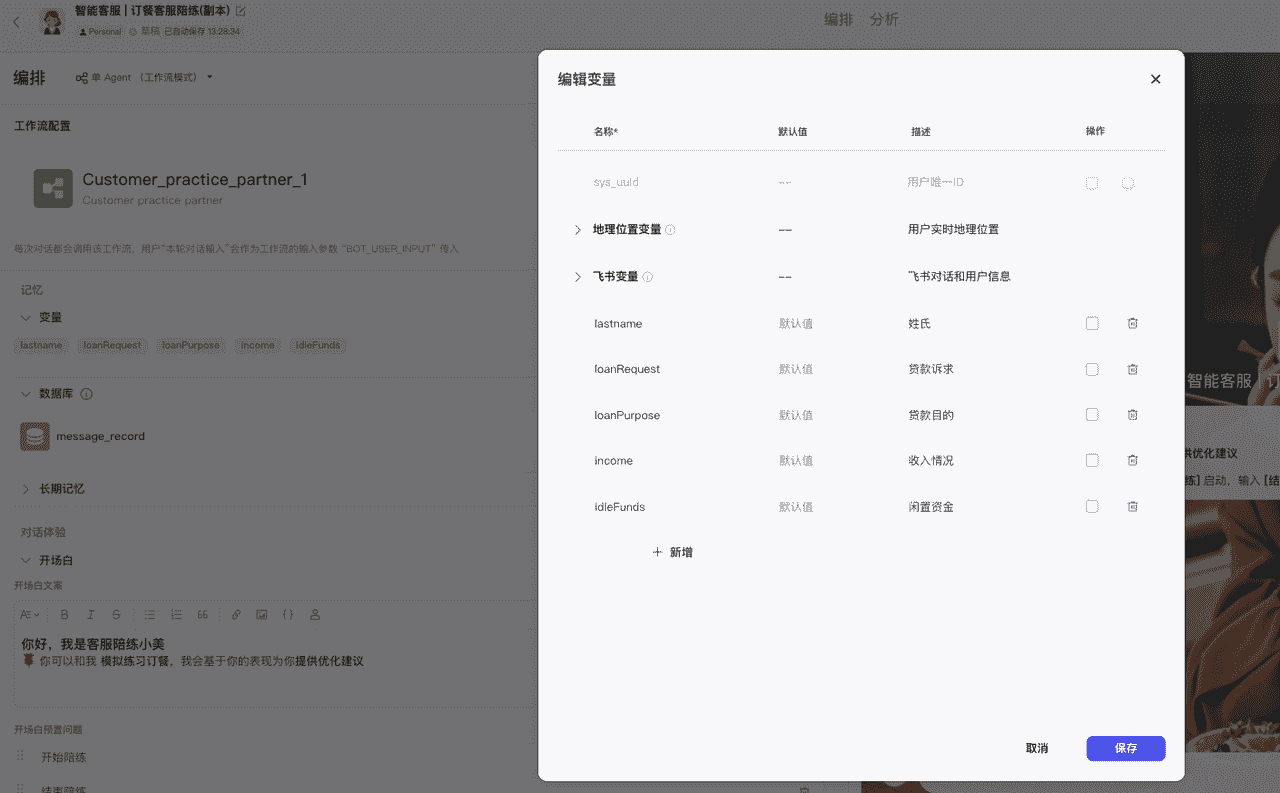 智能客服 | 订餐客服陪练(副本)
Personal 草稿 已自动保存 13:28:34
编排 分析
编排 单 Agent （工作流模式）
工作流配置
Customer_practice_partner_1
Customer practice partner
每次对话都会调用该工作流，用户“本轮对话输入”会作为工作流的输入参数 “BOT_USER_INPUT” 传入
记忆
变量
lastname loanRequest loanPurpose income idleFunds
数据库
message_record
长期记忆
对话体验
开场白
开场白文案
你好，我是客服陪练小美
你可以和我 模拟练习订餐，我会基于你的表现为你提供优化建议
开场白预置问题
开始陪练
结束陪练
编辑变量
名称* 默认值 描述 操作
sys_uuid -- 用户唯一ID
地理位置变量 -- 用户实时地理位置
飞书变量 -- 飞书对话和用户信息
lastname 默认值 姓氏
loanRequest 默认值 贷款诉求
loanPurpose 默认值 贷款目的
income 默认值 收入情况
idleFunds 默认值 闲置资金
+ 新增
取消 保存
智能客服 | 订
供优化建议
练] 启动，输入 [结